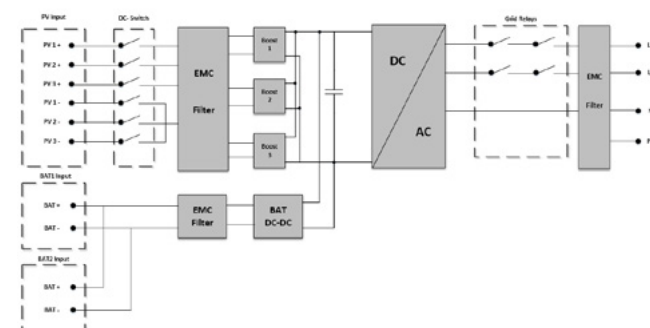 PV Input
DC- Switch
Grid Relays
PV 1 +
PV 2 +
PV 3 +
PV 1 -
PV 2 -
PV 3 -
EMC
Filter
Boost
1
Boost
2
Boost
3
DC
AC
EMC
Filter
L
L
BAT1 Input
BAT +
BAT -
EMC
Filter
BAT
DC-DC
BAT2 Input
BAT +
BAT -